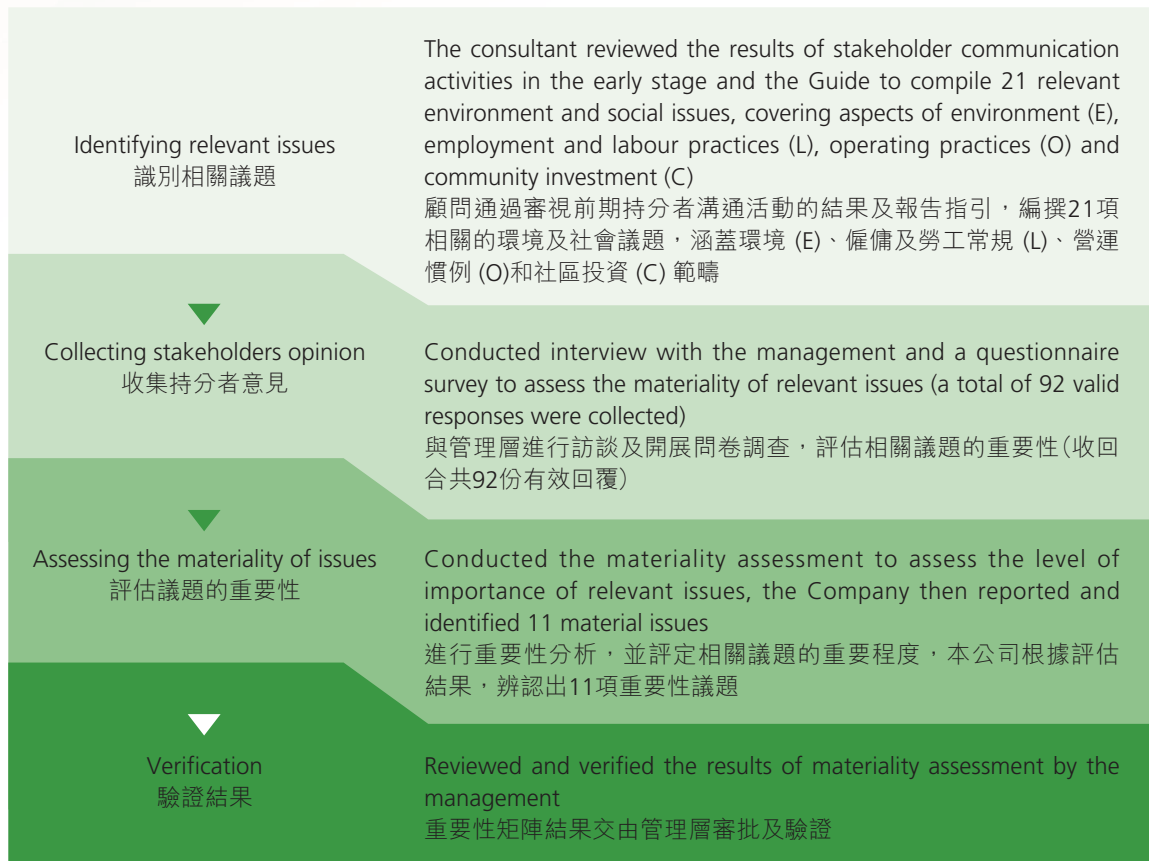 Identifying relevant issues
識別相關議題
The consultant reviewed the results of stakeholder communication
activities in the early stage and the Guide to compile 21 relevant
environment and social issues, covering aspects of environment (E),
employment and labour practices (L), operating practices (O) and
community investment (C)
顧問通過審視前期持分者溝通活動的結果及報告指引，編撰21項
相關的環境及社會議題，涵蓋環境 (E)、僱傭及勞工常規 (L)、營運
慣例 (O)和社區投資 (C) 範疇
Collecting stakeholders opinion
收集持分者意見
Conducted interview with the management and a questionnaire
survey to assess the materiality of relevant issues (a total of 92 valid
responses were collected)
與管理層進行訪談及開展問卷調查，評估相關議題的重要性（收回
合共92份有效回覆）
Assessing the materiality of issues
評估議題的重要性
Conducted the materiality assessment to assess the level of
importance of relevant issues, the Company then reported and
identified 11 material issues
進行重要性分析，並評定相關議題的重要程度，本公司根據評估
結果，辨認出11項重要性議題
Verification
驗證結果
Reviewed and verified the results of materiality assessment by the
management
重要性矩陣結果交由管理層審批及驗證